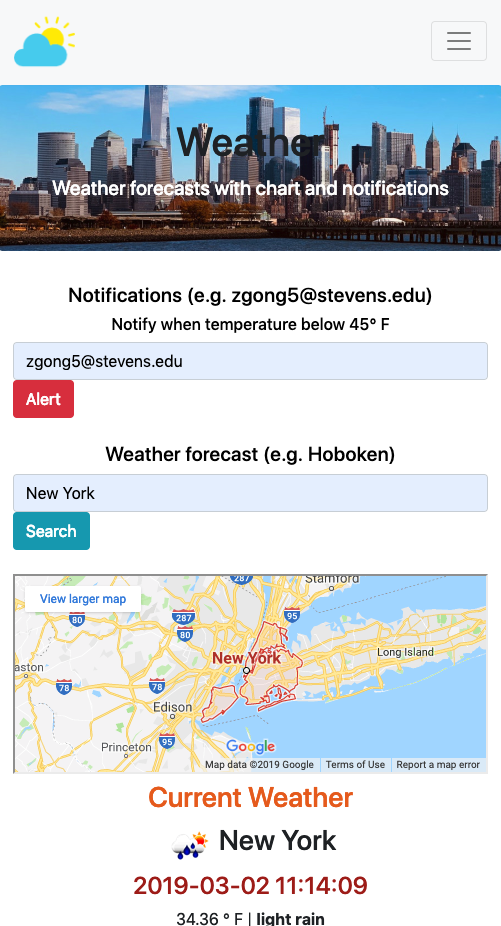 Weather
Weather forecasts with chart and notifications
Notifications (e.g. zgong5@stevens.edu)
Notify when temperature below 45° F
zgong5@stevens.edu
Alert
Weather forecast (e.g. Hoboken)
New York
Search
View larger map
287
Stamford
80
287
95
80
New York
Long Island
aston
78
78
Edison
Princeton
95
Google
Map data ©2019 Google
Terms of Use
Report a map error
Current Weather
New York
2019-03-02 11:14:09
34.36 ° F | light rain